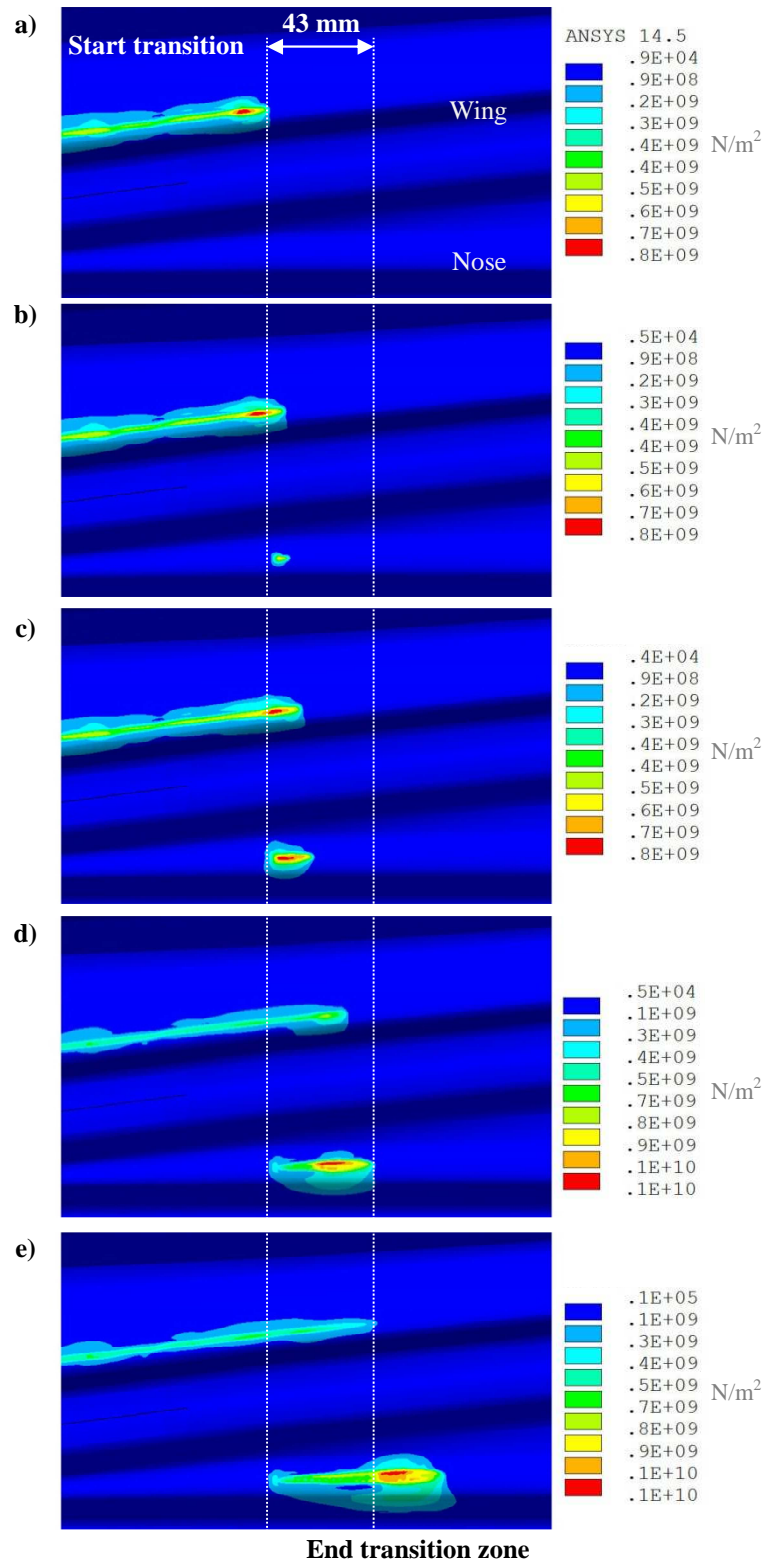 a)
43 mm
Start transition
Wing
Nose
ANSYS 14.5
.9E+04
.9E+08
.2E+09
.3E+09
.4E+09
.4E+09
.5E+09
.6E+09
.7E+09
.8E+09
N/m²
b)
.5E+04
.9E+08
.2E+09
.3E+09
.4E+09
.4E+09
.5E+09
.6E+09
.7E+09
.8E+09
N/m²
c)
.4E+04
.9E+08
.2E+09
.3E+09
.4E+09
.4E+09
.5E+09
.6E+09
.7E+09
.8E+09
N/m²
d)
.5E+04
.1E+09
.3E+09
.4E+09
.5E+09
.7E+09
.8E+09
.9E+09
.1E+10
.1E+10
N/m²
e)
.1E+05
.1E+09
.3E+09
.4E+09
.5E+09
.7E+09
.8E+09
.9E+09
.1E+10
.1E+10
N/m²
End transition zone